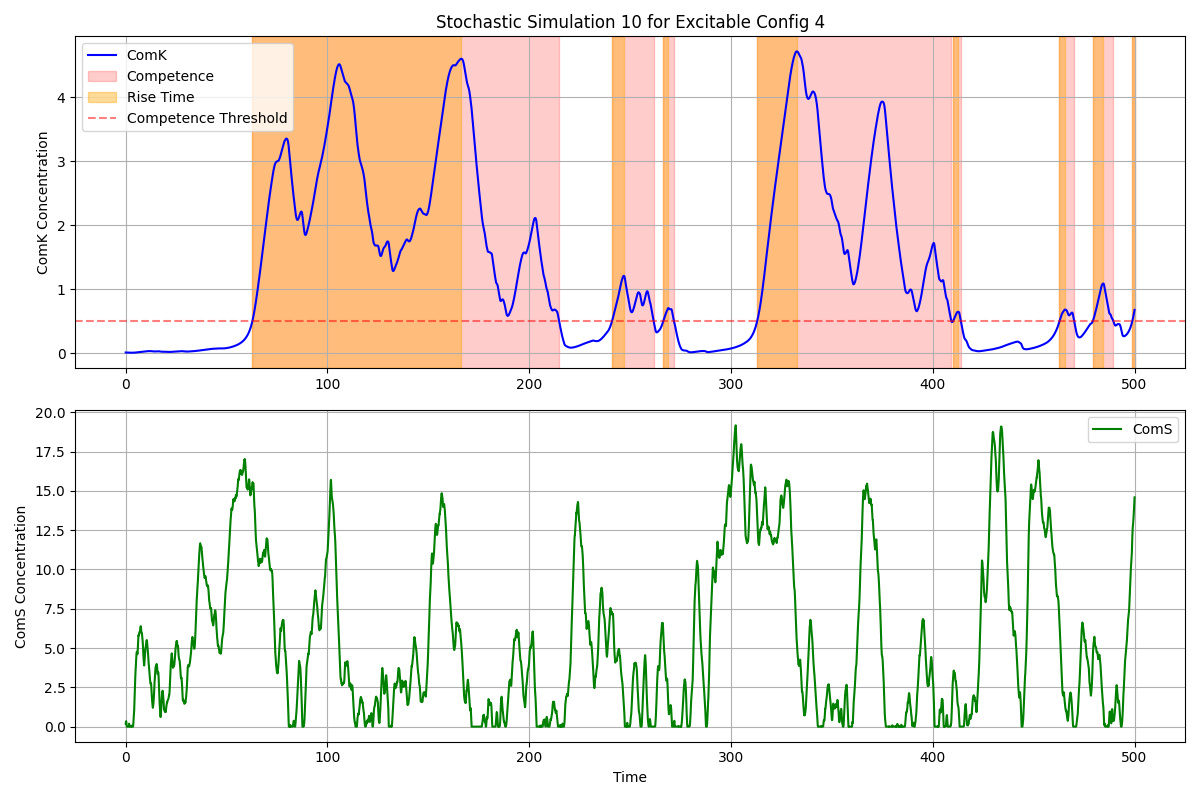 Stochastic Simulation 10 for Excitable Config 4
ComK
Competence
Rise Time
Competence Threshold
ComK Concentration
4
3
2
1
0
0 100 200 300 400 500
ComS
ComS Concentration
20.0
17.5
15.0
12.5
10.0
7.5
5.0
2.5
0.0
0 100 200 300 400 500
Time